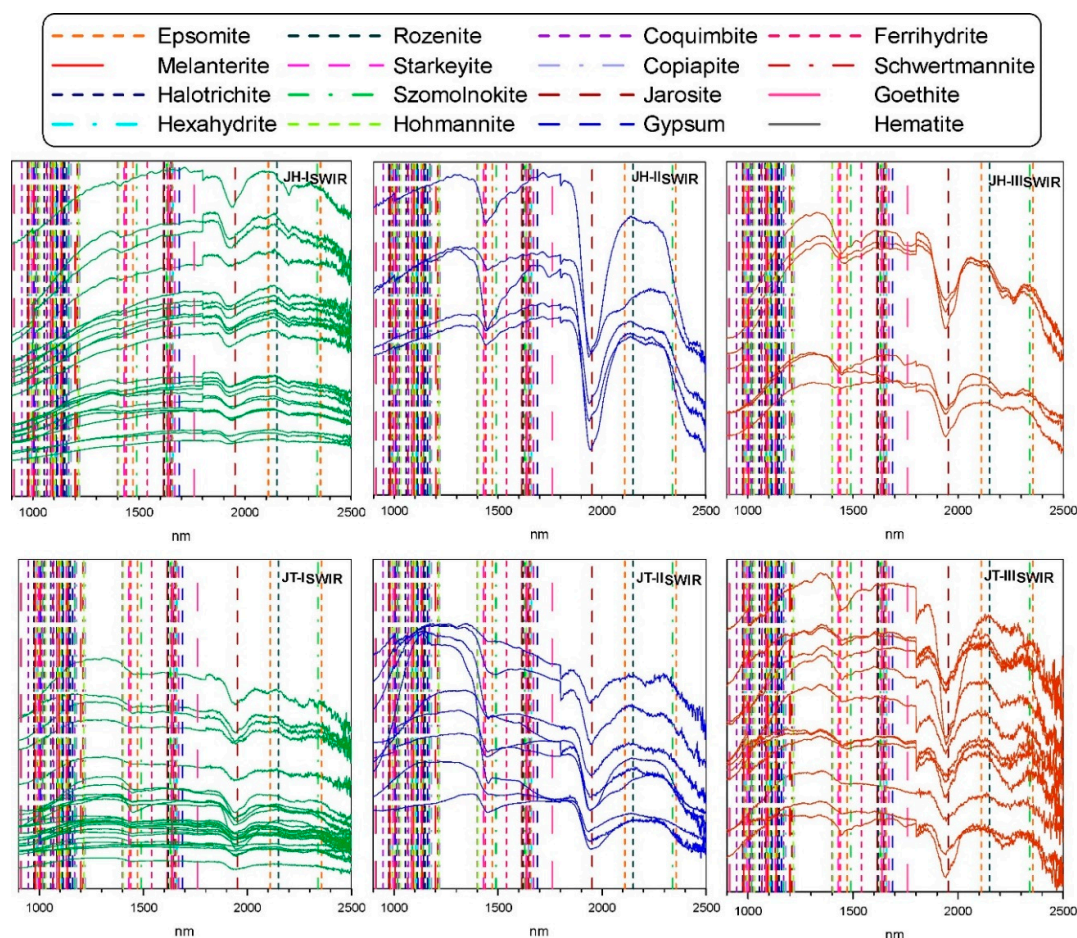 Epsomite Rozenite Coquimbite Ferrihydrite
Melanterite Starkeyite Copiapite Schwertmannite
Halotrichite Szomolnokite Jarosite Goethite
Hexahydrite Hohmannite Gypsum Hematite
JH-ISWIR JH-IISWIR JH-IIISWIR
1000 1500 2000 2500 1000 1500 2000 2500 1000 1500 2000 2500
nm nm nm
JT-ISWIR JT-IISWIR JT-IIISWIR
1000 1500 2000 2500 1000 1500 2000 2500 1000 1500 2000 2500
nm nm nm